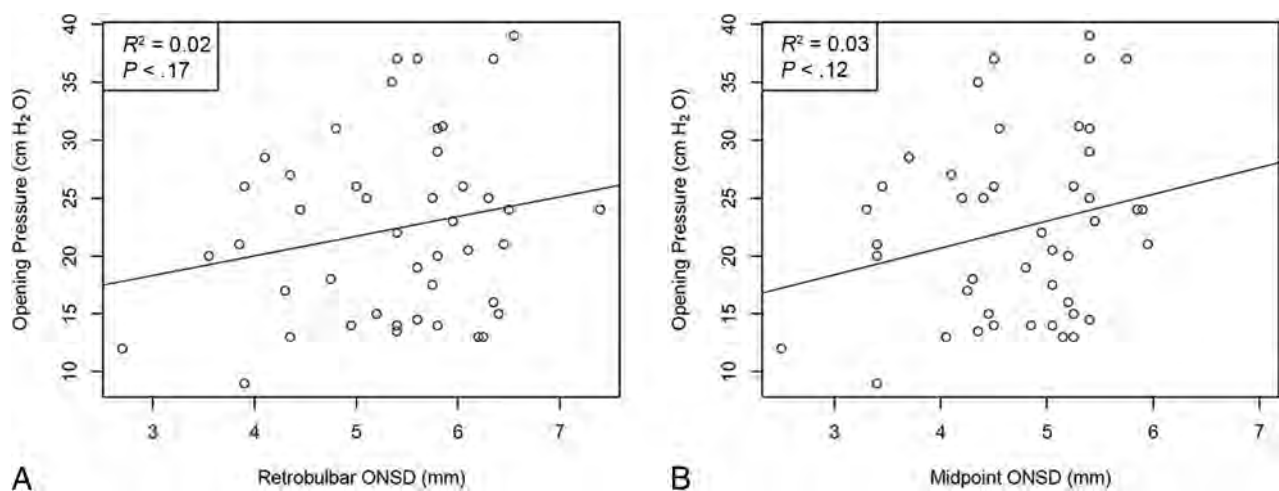 R² = 0.02
P < .17
40
35
30
25
20
15
10
Opening Pressure (cm H₂O)
3 4 5 6 7
Retrobulbar ONSD (mm)
A
R² = 0.03
P < .12
40
35
30
25
20
15
10
Opening Pressure (cm H₂O)
3 4 5 6 7
Midpoint ONSD (mm)
B